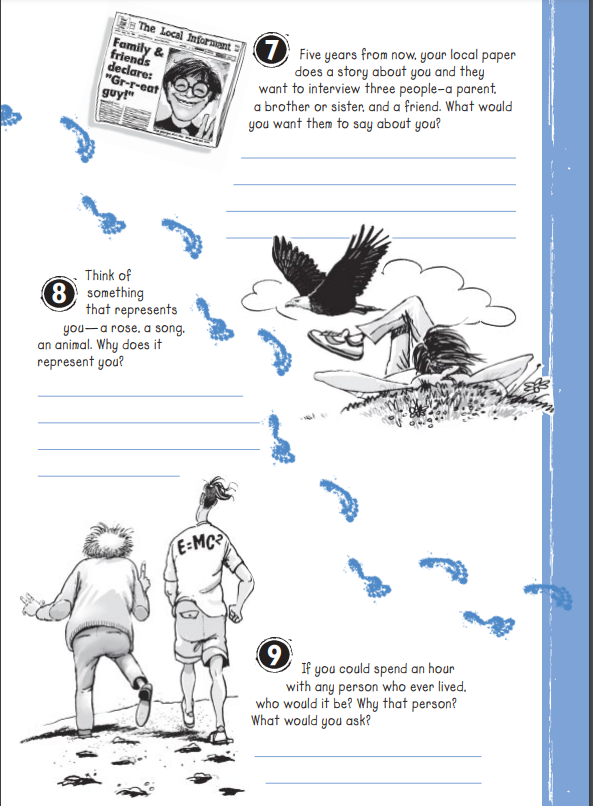 The Local Informent
Family &
friends
declare:
"Gr-r-eat
guy!"
7
Five years from now, your local paper
does a story about you and they
want to interview three people—a parent,
a brother or sister, and a friend. What would
you want them to say about you?
8
Think of
something
that represents
you—a rose, a song,
an animal. Why does it
represent you?
E=MC²
9
If you could spend an hour
with any person who ever lived,
who would it be? Why that person?
What would you ask?